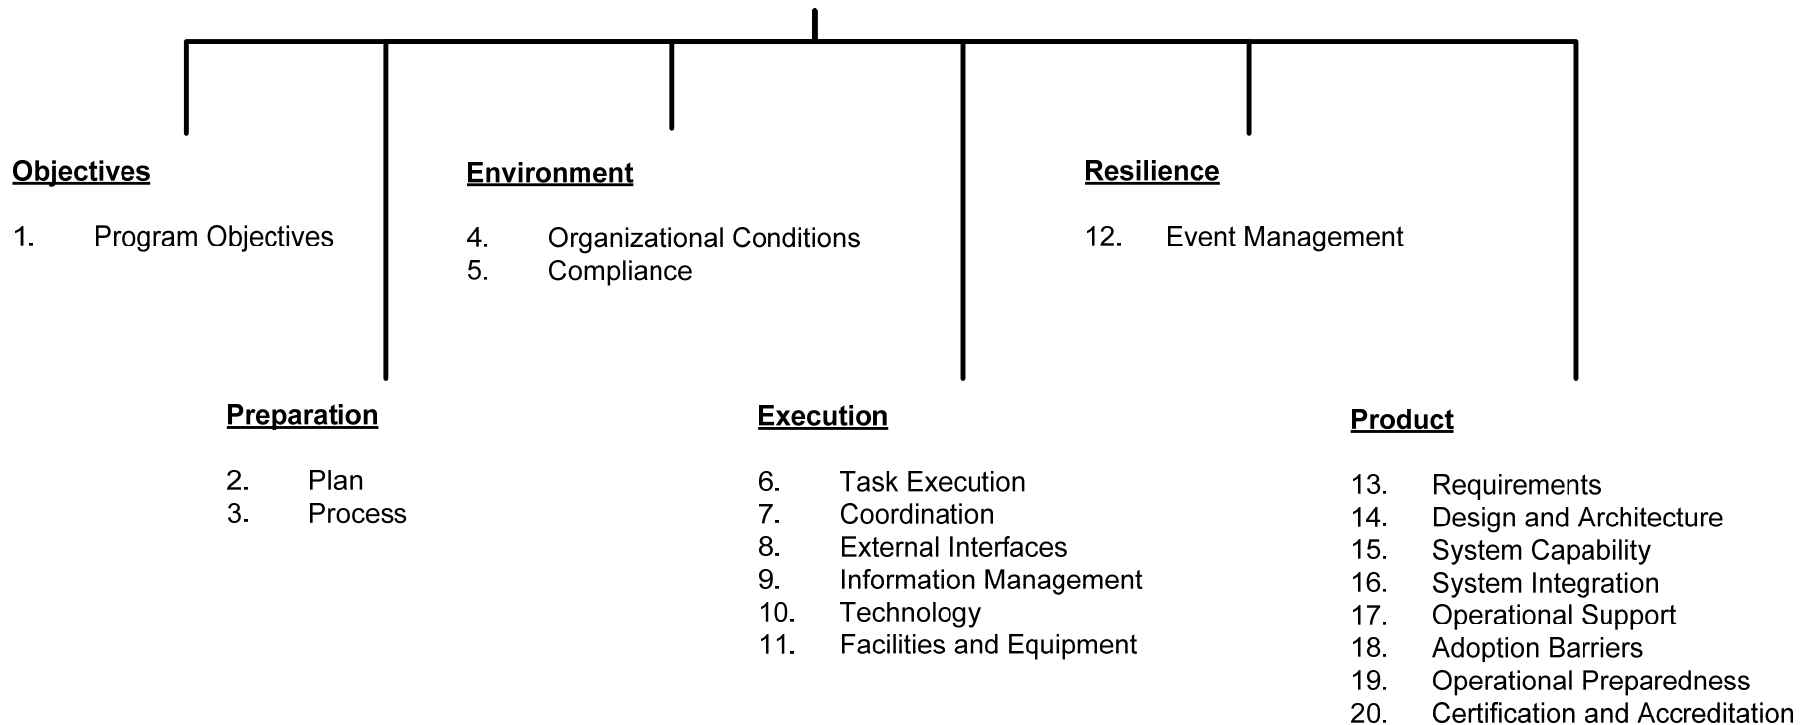 Objectives
1. Program Objectives
Environment
4. Organizational Conditions
5. Compliance
Resilience
12. Event Management
Preparation
2. Plan
3. Process
Execution
6. Task Execution
7. Coordination
8. External Interfaces
9. Information Management
10. Technology
11. Facilities and Equipment
Product
13. Requirements
14. Design and Architecture
15. System Capability
16. System Integration
17. Operational Support
18. Adoption Barriers
19. Operational Preparedness
20. Certification and Accreditation